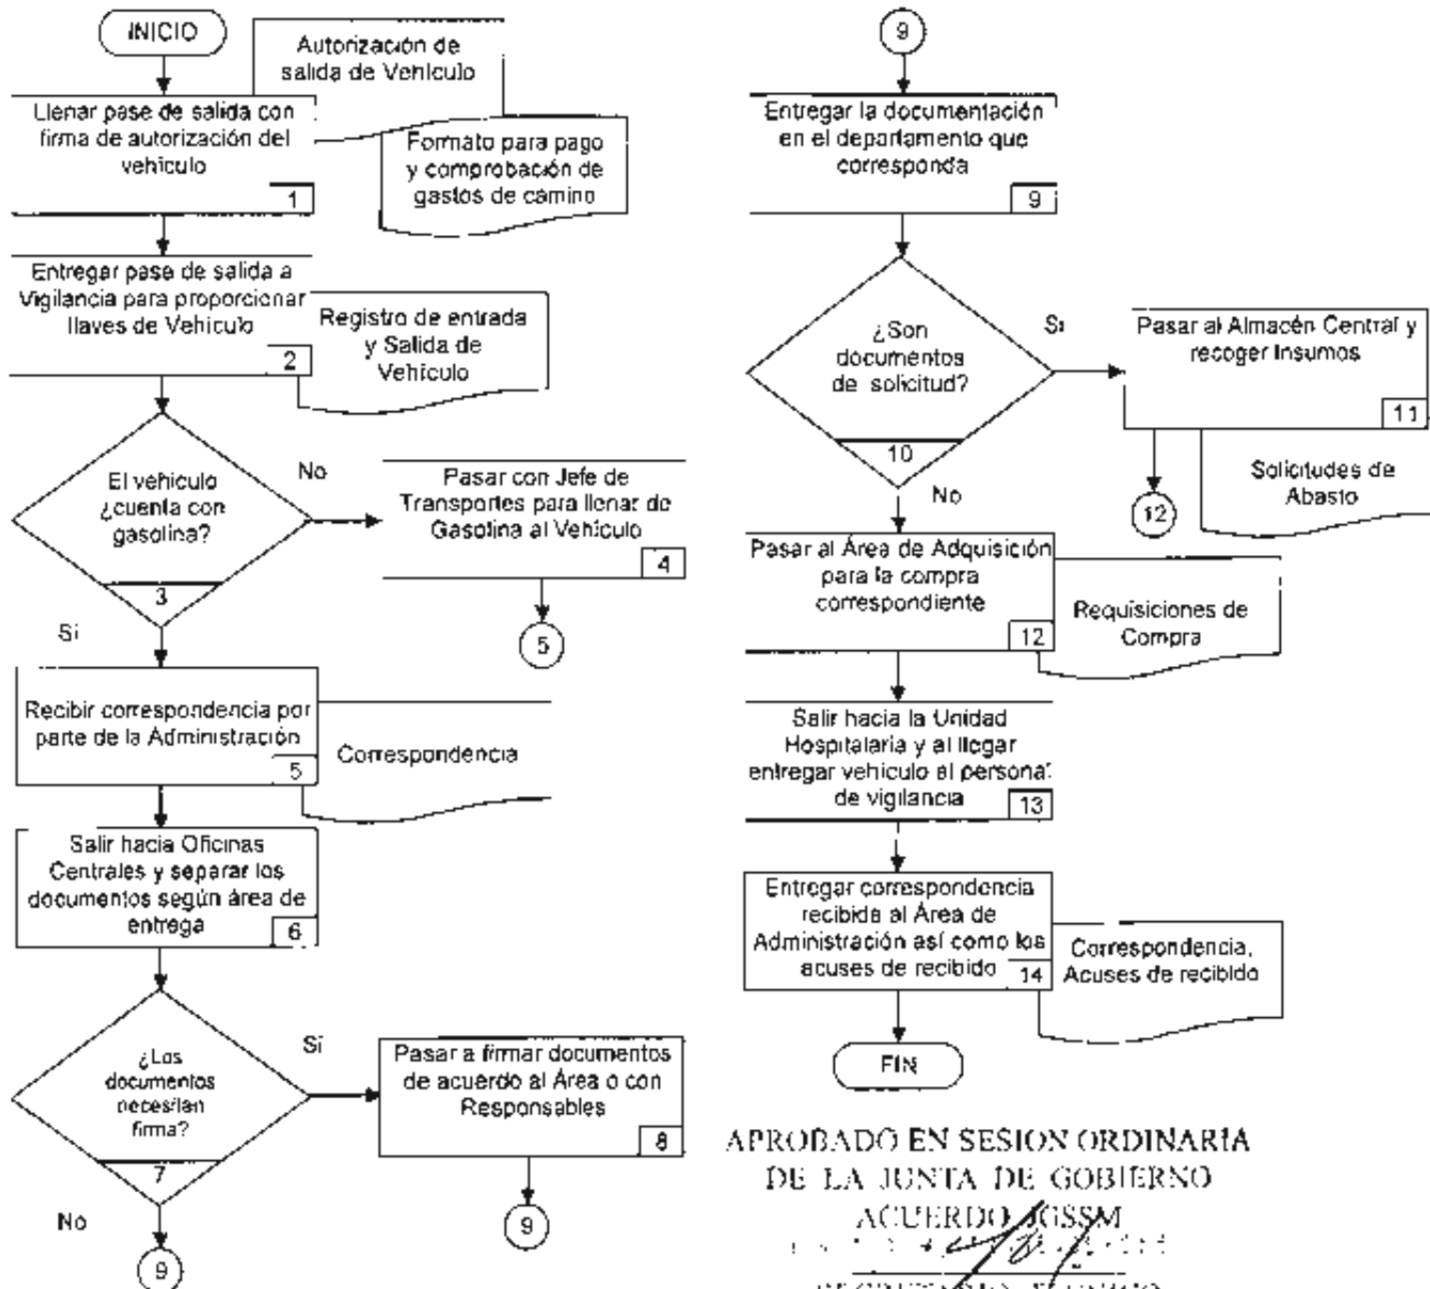 INICIO
Autorización de
salida de Vehículo
Llenar pase de salida con
firma de autorización del
vehículo
1
Formato para pago
y comprobación de
gastos de camino
Entregar pase de salida a
Vigilancia para proporcionar
llaves de Vehículo
2
Registro de entrada
y Salida de
Vehículo
El vehículo
¿cuenta con
gasolina?
3
No
Pasar con Jefe de
Transportes para llenar de
Gasolina al Vehículo
4
5
Si
Recibir correspondencia por
parte de la Administración
5
Correspondencia
Salir hacia Oficinas
Centrales y separar los
documentos según área de
entrega
6
¿Los
documentos
necesitan
firma?
7
Si
Pasar a firmar documentos
de acuerdo al Área o con
Responsables
8
9
No
9
9
Entregar la documentación
en el departamento que
corresponda
9
¿Son
documentos
de solicitud?
10
Si
Pasar al Almacén Central y
recoger Insumos
11
12
Solicitudes de
Abasto
No
Pasar al Área de Adquisición
para la compra
correspondiente
12
Requisiciones de
Compra
Salir hacia la Unidad
Hospitalaria y al llegar
entregar vehículo al personal
de vigilancia
13
Entregar correspondencia
recibida al Área de
Administración así como los
acuses de recibido
14
Correspondencia,
Acuses de recibido
FIN
APROBADO EN SESION ORDINARIA
DE LA JUNTA DE GOBIERNO
ACUERDO JGSSM